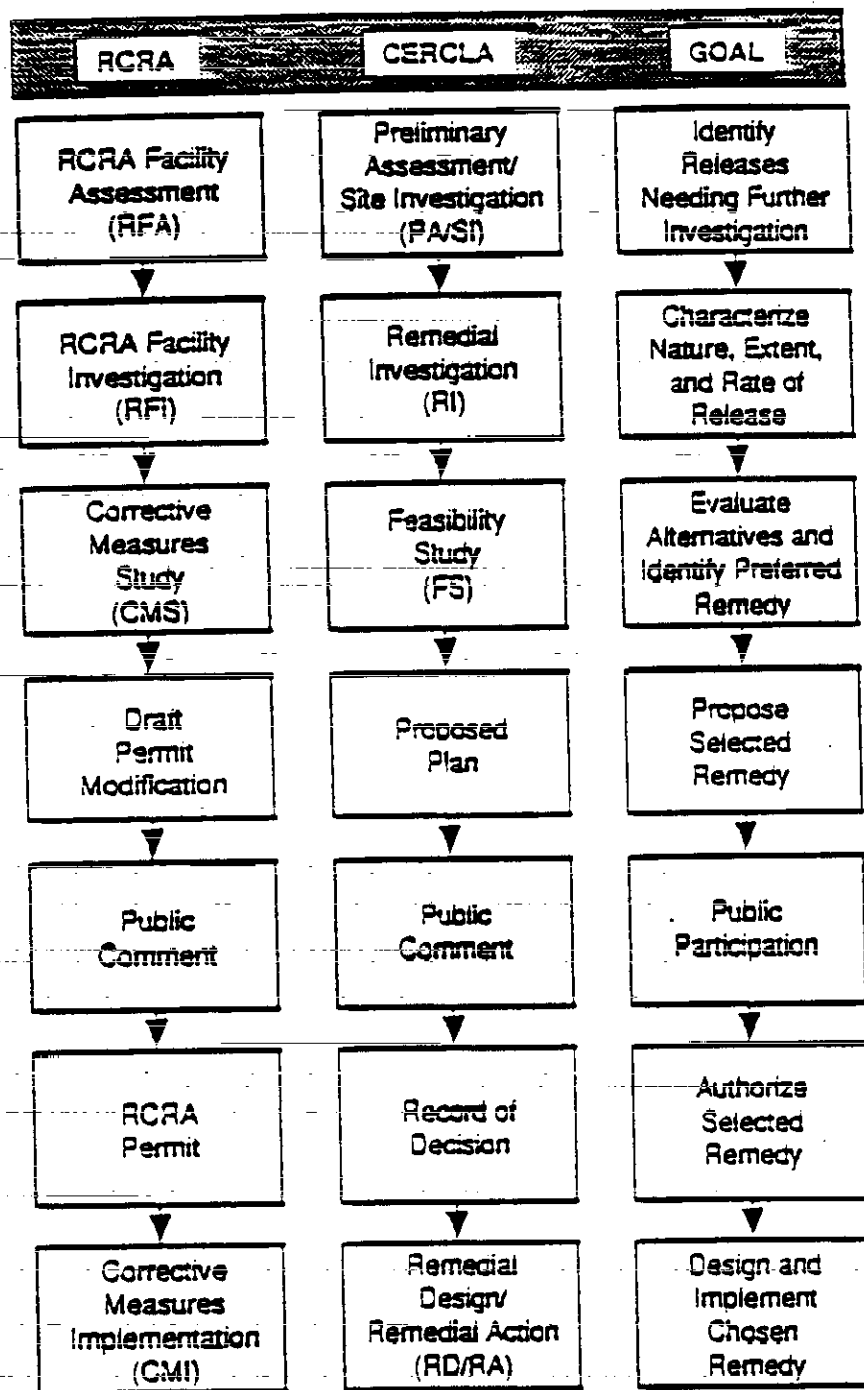 RCRA
CERCLA
GOAL
RCRA Facility
Assessment
(RFA)
Preliminary
Assessment/
Site Investigation
(PA/SI)
Identify
Releases
Needing Further
Investigation
RCRA Facility
Investigation
(RFI)
Remedial
Investigation
(RI)
Characterize
Nature, Extent,
and Rate of
Release
Corrective
Measures
Study
(CMS)
Feasibility
Study
(FS)
Evaluate
Alternatives and
Identify Preferred
Remedy
Draft
Permit
Modification
Proposed
Plan
Propose
Selected
Remedy
Public
Comment
Public
Comment
Public
Participation
RCRA
Permit
Record of
Decision
Authorize
Selected
Remedy
Corrective
Measures
Implementation
(CMI)
Remedial
Design/
Remedial Action
(RD/RA)
Design and
Implement
Chosen
Remedy